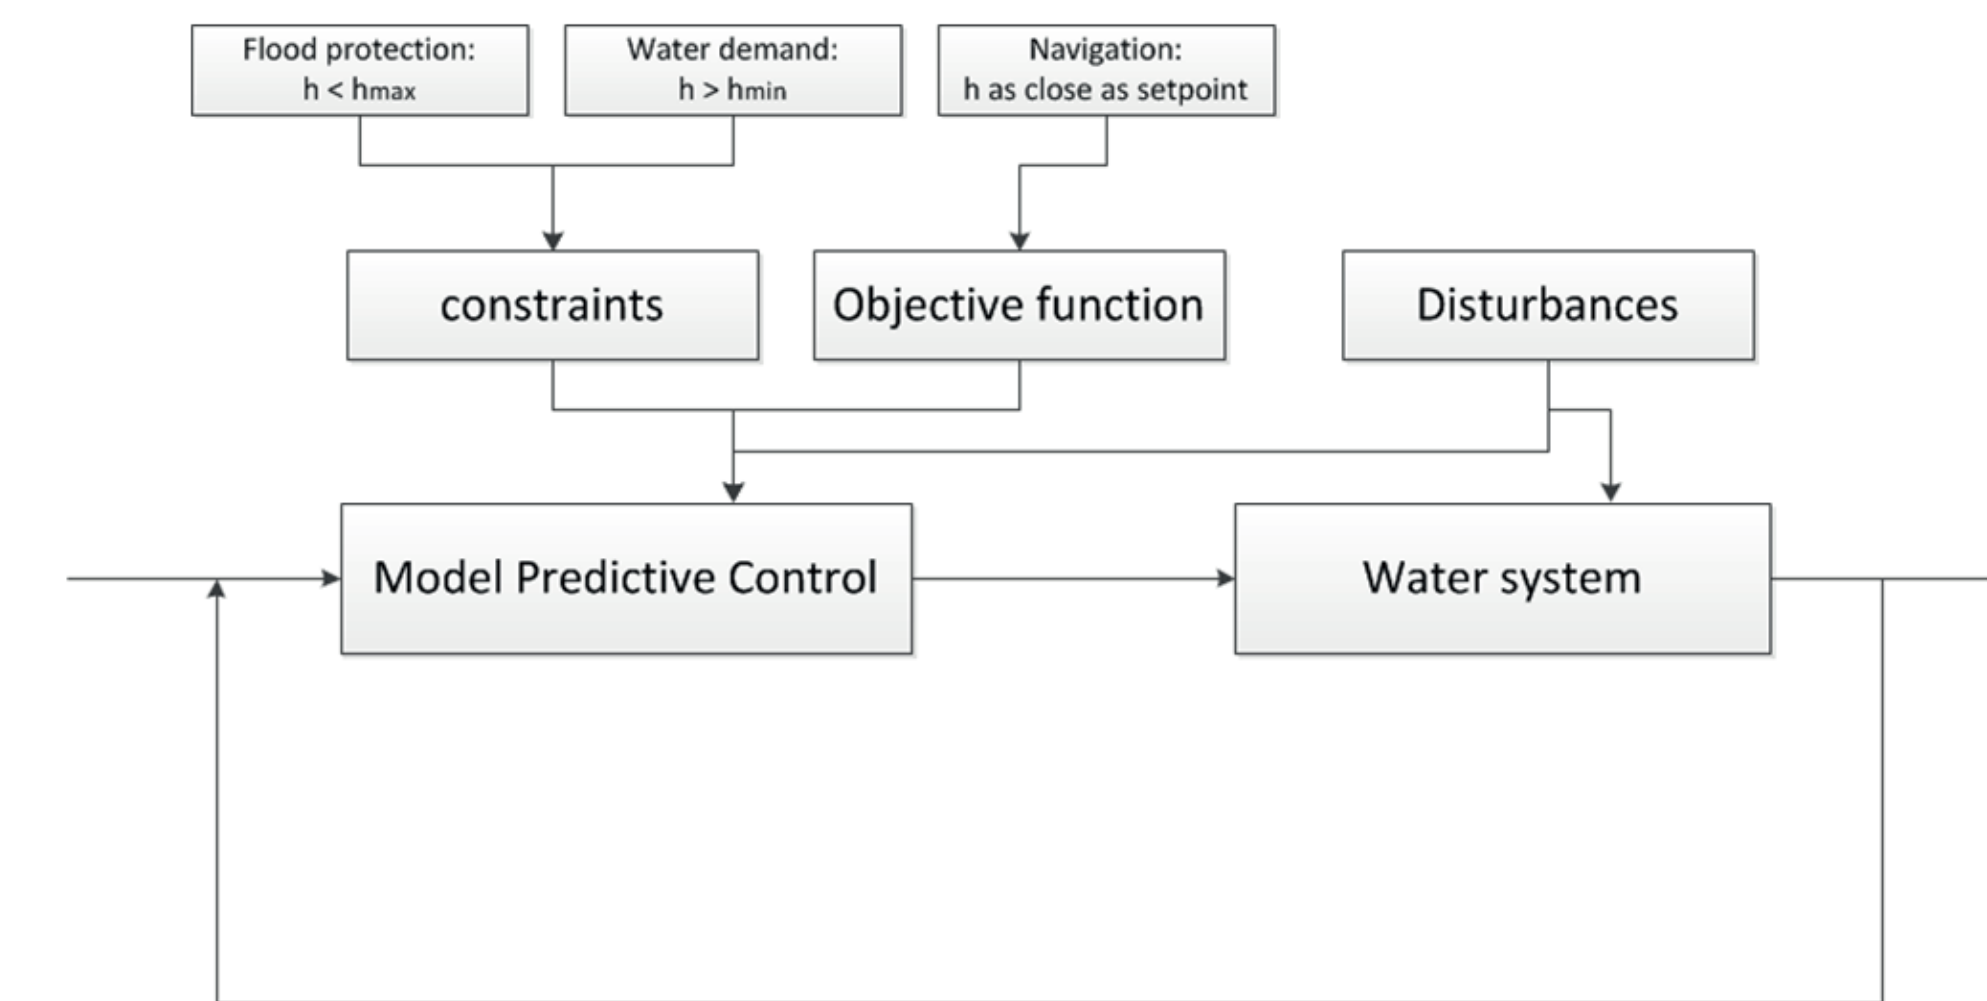 Flood protection:
h < hmax
Water demand:
h > hmin
Navigation:
h as close as setpoint
constraints
Objective function
Disturbances
Model Predictive Control
Water system